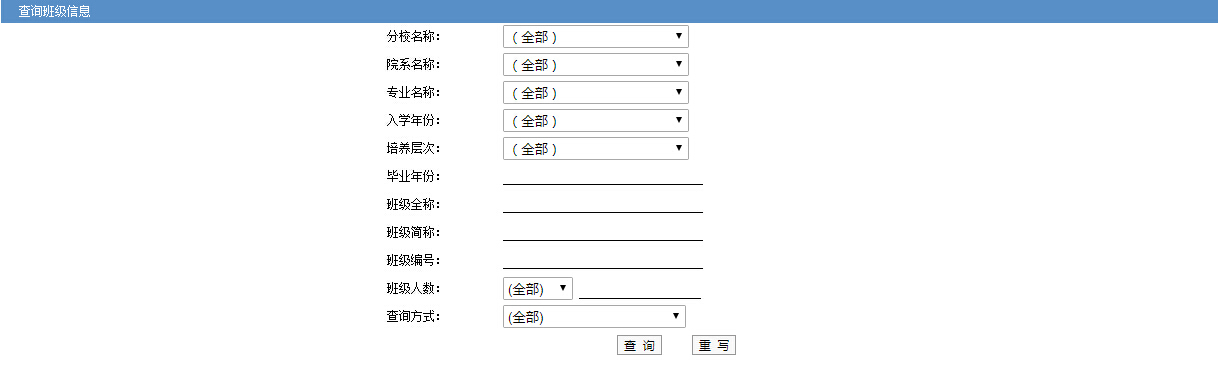 查询班级信息
分校名称： （全部）
院系名称： （全部）
专业名称： （全部）
入学年份： （全部）
培养层次： （全部）
毕业年份：
班级全称：
班级简称：
班级编号：
班级人数： (全部)
查询方式： (全部)
查 询 重 写